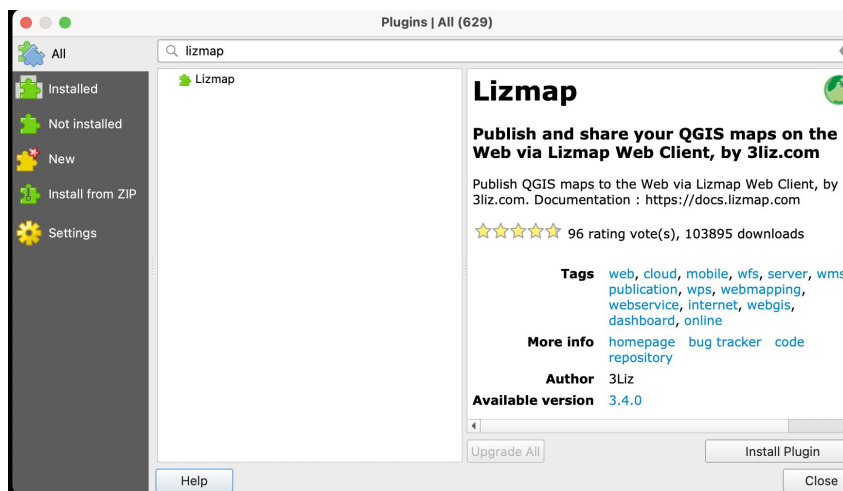 Plugins | All (629)
All
Installed
Not installed
New
Install from ZIP
Settings
lizmap
Lizmap
Lizmap
Publish and share your QGIS maps on the
Web via Lizmap Web Client, by 3liz.com
Publish QGIS maps to the Web via Lizmap Web Client, by
3liz.com. Documentation : https://docs.lizmap.com
96 rating vote(s), 103895 downloads
Tags web, cloud, mobile, wfs, server, wms
publication, wps, webmapping,
webservice, internet, webgis,
dashboard, online
More info homepage bug tracker code
repository
Author 3Liz
Available version 3.4.0
Upgrade All
Install Plugin
Help
Close